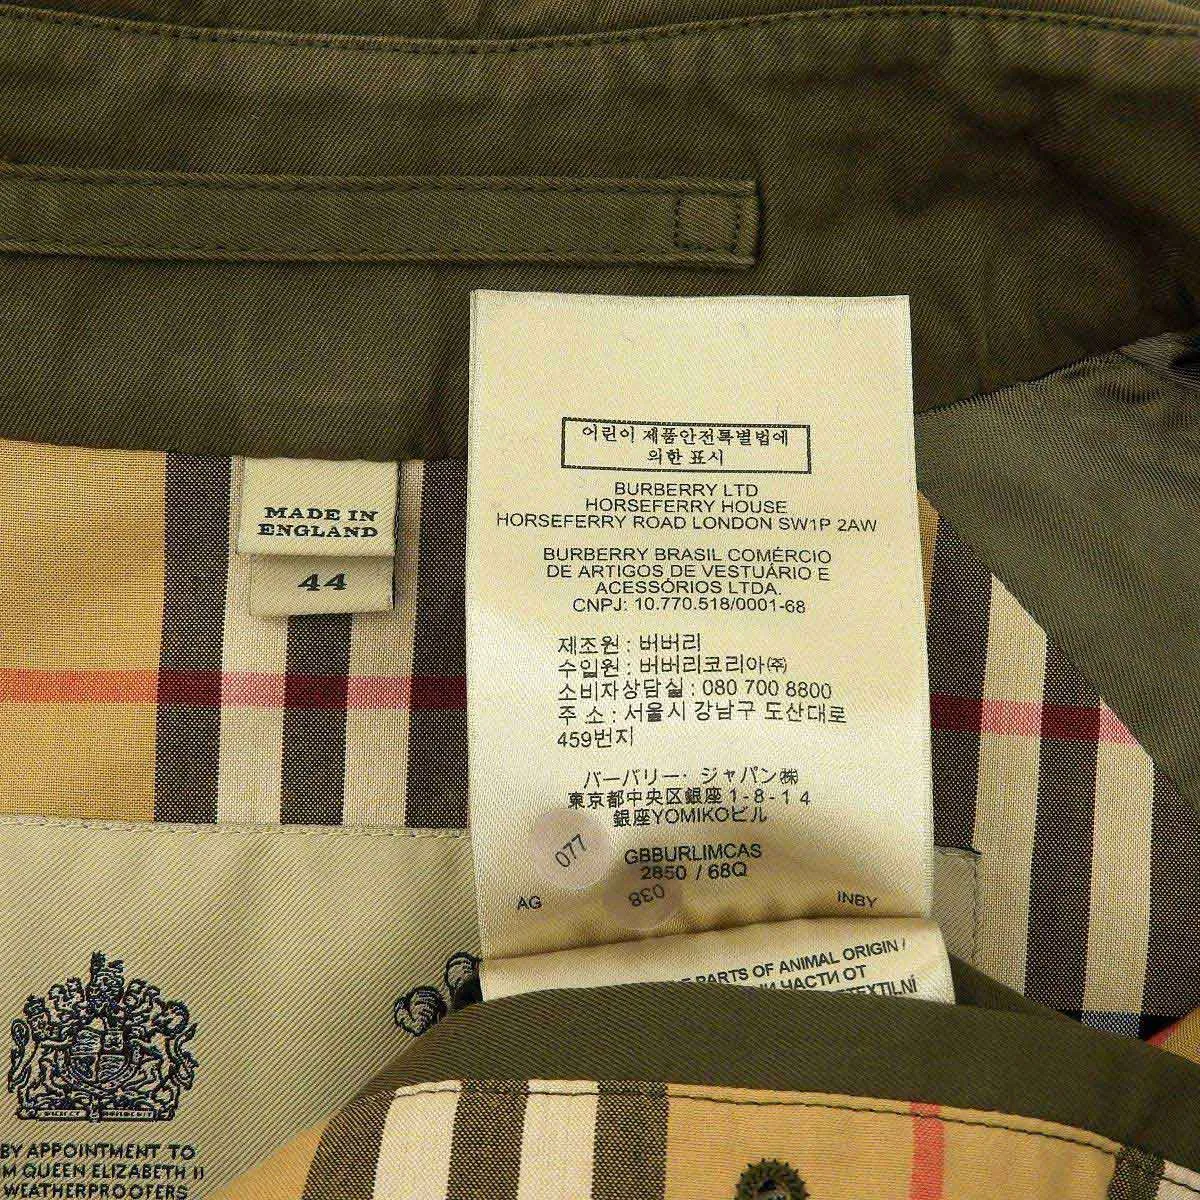 MADE IN
ENGLAND
44
어린이 제품안전특별법에
의한 표시
BURBERRY LTD
HORSEFERRY HOUSE
HORSEFERRY ROAD LONDON SW1P 2AW
BURBERRY BRASIL COMÉRCIO
DE ARTIGOS DE VESTUÁRIO E
ACESSÓRIOS LTDA.
CNPJ: 10.770.518/0001-68
제조원 : 버버리
수입원 : 버버리코리아㈜
소비자상담실 : 080 700 8800
주 소 : 서울시 강남구 도산대로
459번지
バーバリー・ジャパン㈱
東京都中央区銀座1-8-14
銀座YOMIKOビル
077
GBBURLIMCAS
2850 / 68Q
038
AG
INBY
PARTS OF ANIMAL ORIGIN /
ЧАСТИ ОТ
TEXTILNÍ
BY APPOINTMENT TO
M QUEEN ELIZABETH II
WEATHERPROOFERS